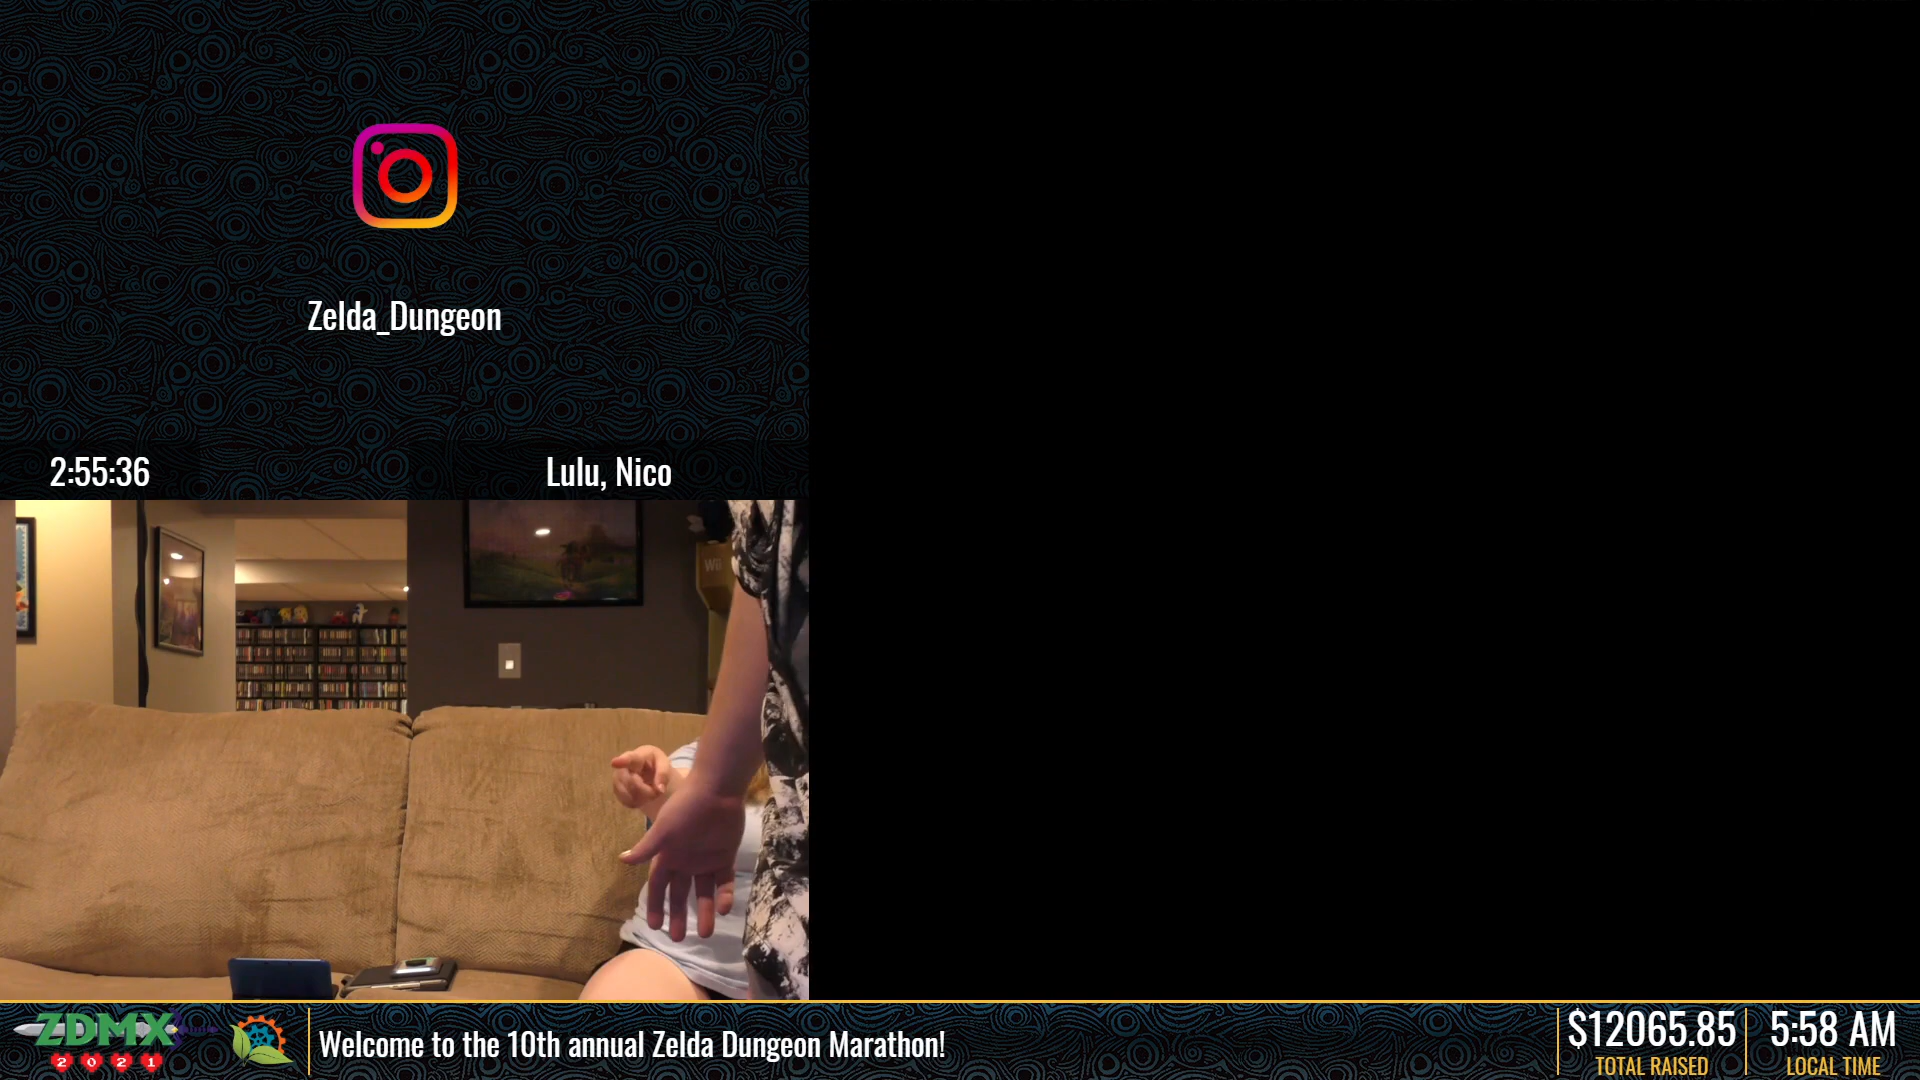 Zelda_Dungeon
2:55:36
Lulu, Nico
Wii
ZDMX
2021
Welcome to the 10th annual Zelda Dungeon Marathon!
$12065.85
TOTAL RAISED
5:58 AM
LOCAL TIME